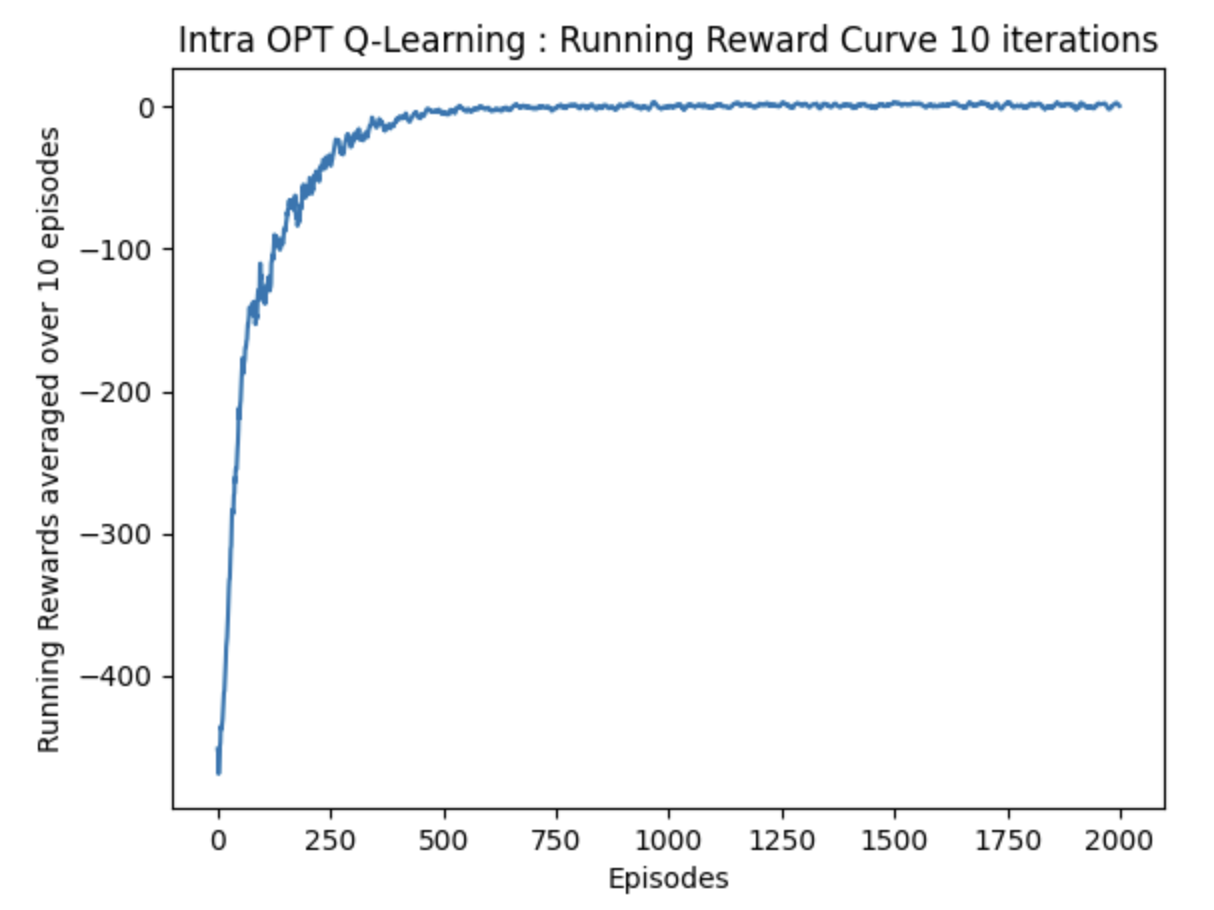 Intra OPT Q-Learning : Running Reward Curve 10 iterations
Running Rewards averaged over 10 episodes
0
−100
−200
−300
−400
0 250 500 750 1000 1250 1500 1750 2000
Episodes